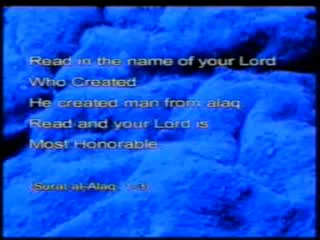 Read in the name of your Lord
Who Created
He created man from alaq.
Read and your Lord is
Most Honorable
(Surat al-Alaq: 1-3)